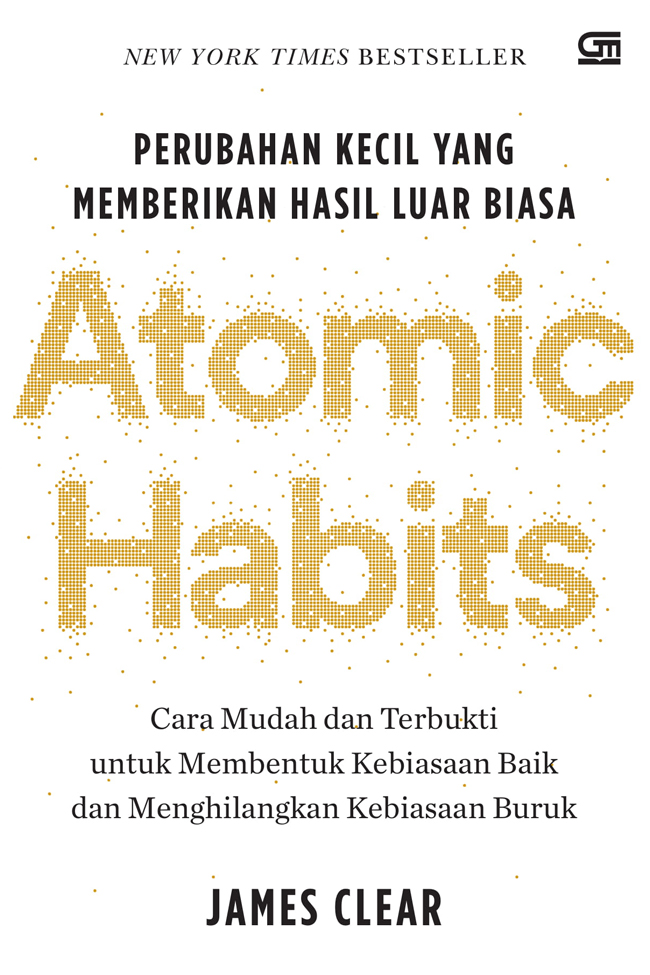 NEW YORK TIMES BESTSELLER
GM
PERUBAHAN KECIL YANG
MEMBERIKAN HASIL LUAR BIASA
Atomic
Habits
Cara Mudah dan Terbukti
untuk Membentuk Kebiasaan Baik
dan Menghilangkan Kebiasaan Buruk
JAMES CLEAR